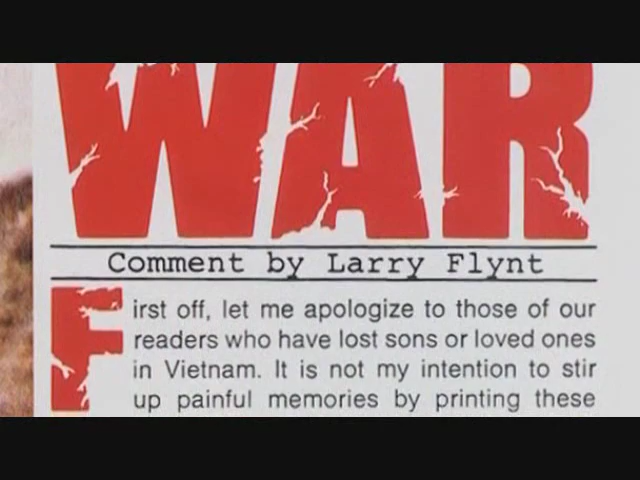 WAR
Comment by Larry Flynt
First off, let me apologize to those of our
readers who have lost sons or loved ones
in Vietnam. It is not my intention to stir
up painful memories by printing these